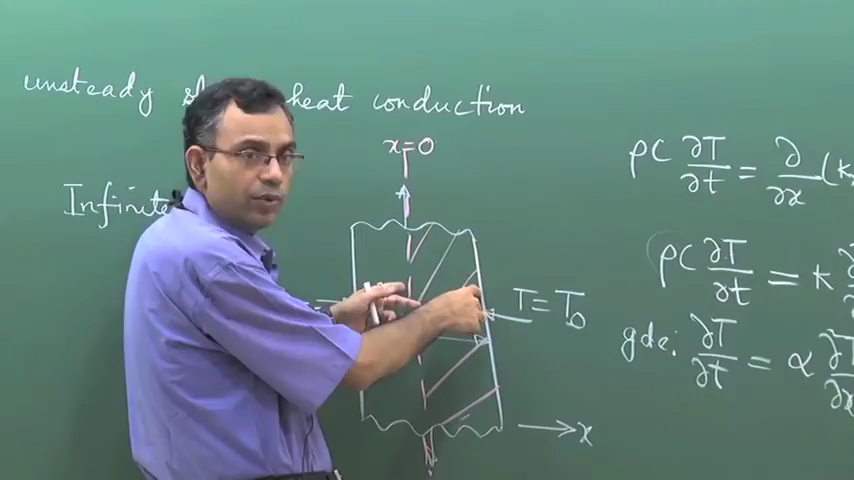 unsteady heat conduction
x=0
Infinite
T=T₀
x
ρC ∂T/∂t = ∂/∂x (k
ρC ∂T/∂t = k
gde: ∂T/∂t = α